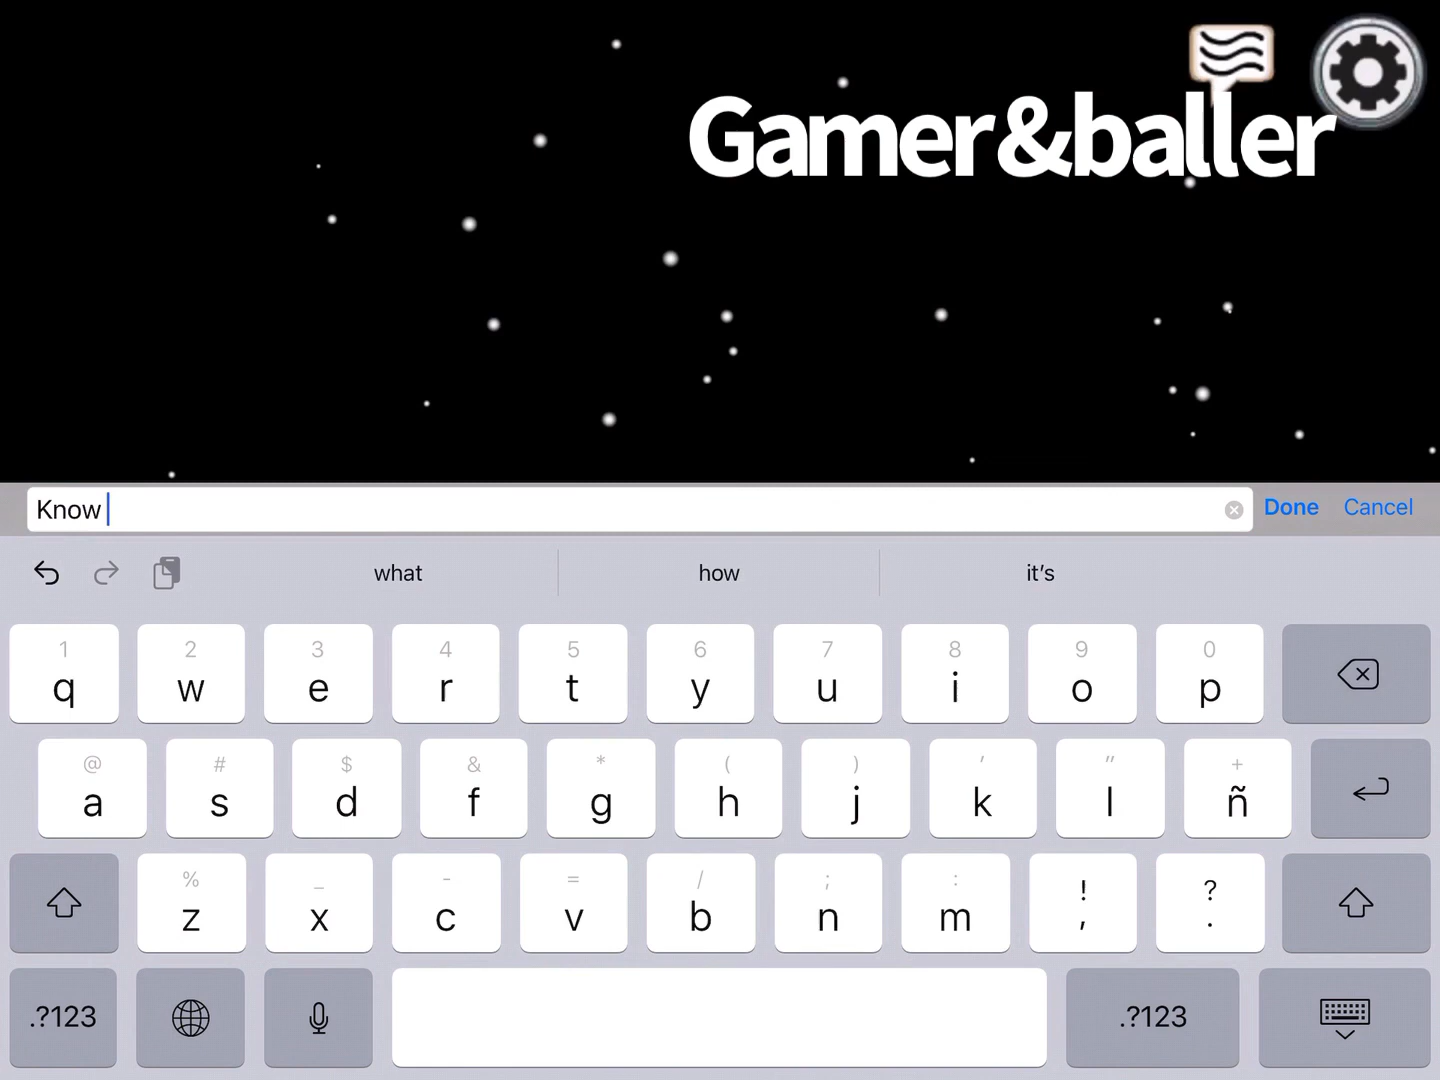 Gamer&baller
Know
Done Cancel
what how it's
1 2 3 4 5 6 7 8 9 0
q w e r t y u i o p
@ # $ & * ( ) ' " +
a s d f g h j k l ñ
% _ - = / ; : ! ?
z x c v b n m , .
.?123 .?123